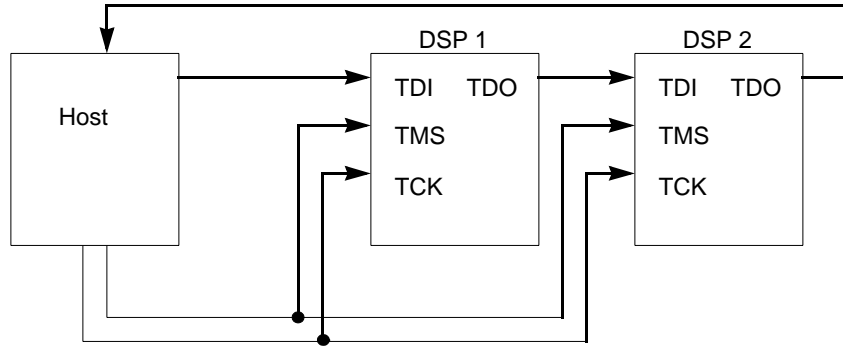 DSP 1
DSP 2
Host
TDI TDO
TMS
TCK
TDI TDO
TMS
TCK